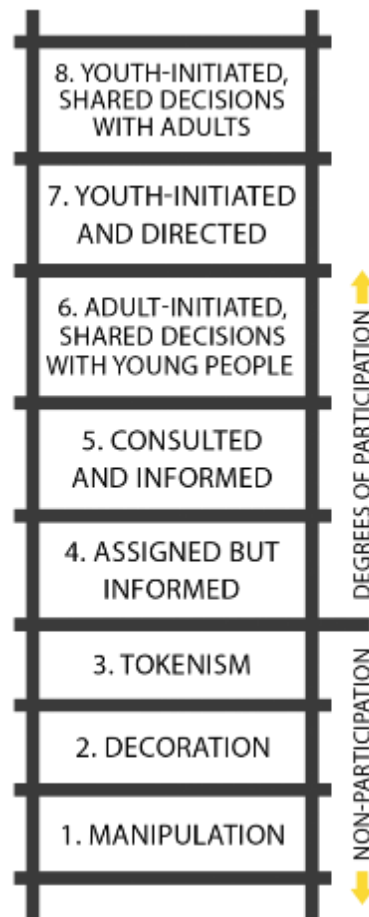 8. YOUTH-INITIATED,
SHARED DECISIONS
WITH ADULTS
7. YOUTH-INITIATED
AND DIRECTED
6. ADULT-INITIATED,
SHARED DECISIONS
WITH YOUNG PEOPLE
5. CONSULTED
AND INFORMED
4. ASSIGNED BUT
INFORMED
3. TOKENISM
2. DECORATION
1. MANIPULATION
DEGREES OF PARTICIPATION
NON-PARTICIPATION